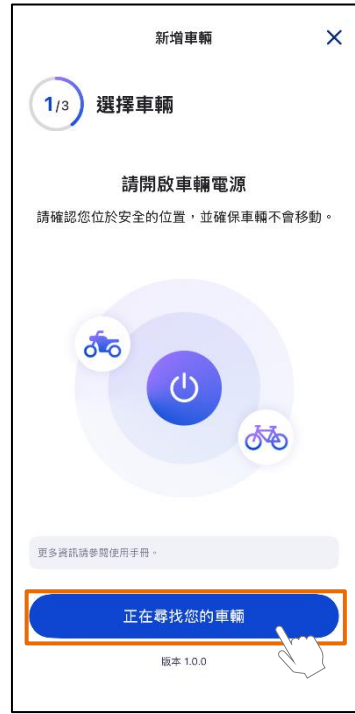 新增車輛
1/3 選擇車輛
請開啟車輛電源
請確認您位於安全的位置，並確保車輛不會移動。
更多資訊請參閱使用手冊。
正在尋找您的車輛
版本 1.0.0